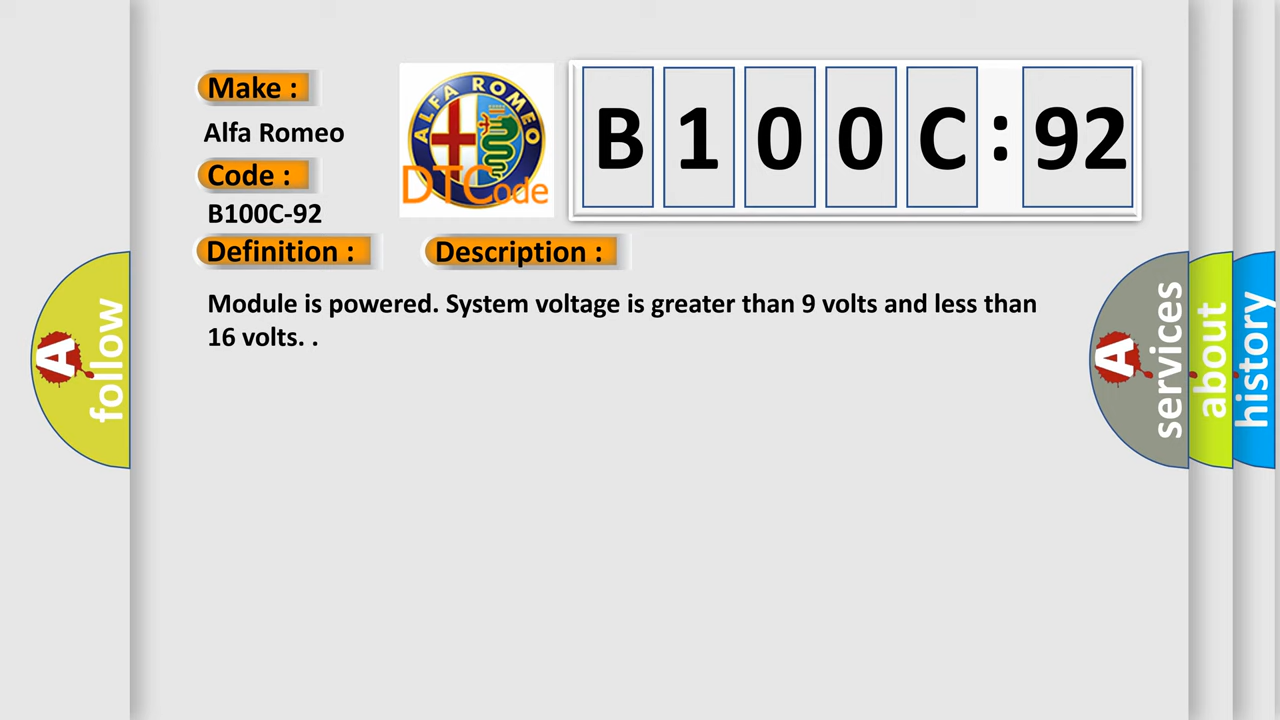 Make :
Alfa Romeo
Code :
B100C-92
Definition :
Description :
Module is powered. System voltage is greater than 9 volts and less than
16 volts. .
ALFA ROMEO
DTCode
B 1 0 0 C : 92
A follow
A services
about
history